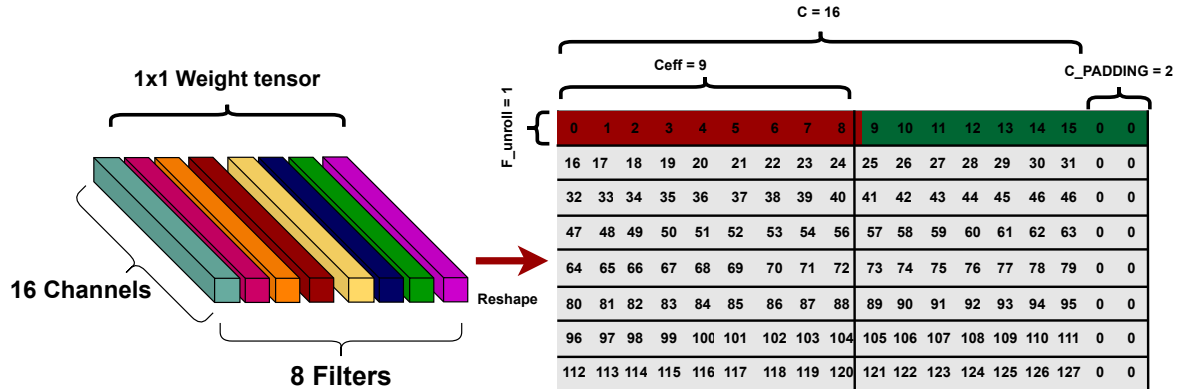 C = 16
1x1 Weight tensor
Ceff = 9
C_PADDING = 2
F_unroll = 1
0 1 2 3 4 5 6 7 8 9 10 11 12 13 14 15 0 0
16 17 18 19 20 21 22 23 24 25 26 27 28 29 30 31 0 0
32 33 34 35 36 37 38 39 40 41 42 43 44 45 46 46 0 0
47 48 49 50 51 52 53 54 56 57 58 59 60 61 62 63 0 0
64 65 66 67 68 69 70 71 72 73 74 75 76 77 78 79 0 0
80 81 82 83 84 85 86 87 88 89 90 91 92 93 94 95 0 0
96 97 98 99 100 101 102 103 104 105 106 107 108 109 110 111 0 0
112 113 114 115 116 117 118 119 120 121 122 123 124 125 126 127 0 0
16 Channels
Reshape
8 Filters